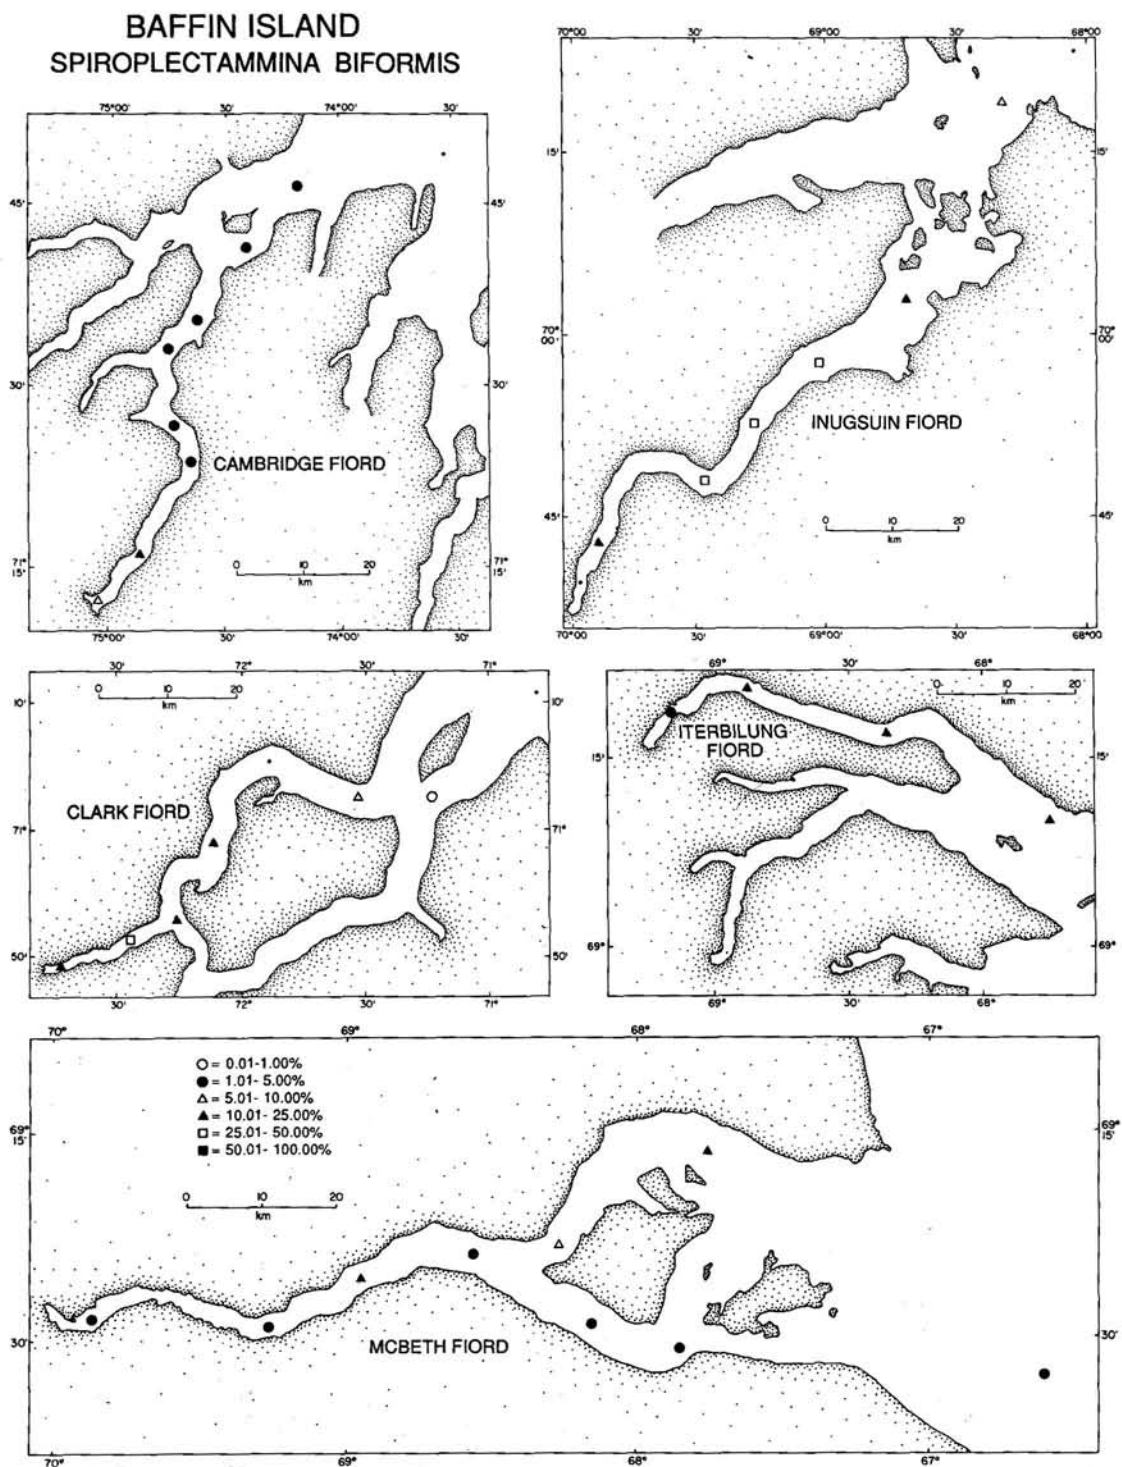 BAFFIN ISLAND
SPIROPLECTAMMINA BIFORMIS
75°00 30' 74°00 30'
45' 45'
30' 30'
CAMBRIDGE FIORD
71° 15' 71° 15'
0 10 20
km
75°00 30' 74°00 30'
70°00 30' 69°00 30' 68°00
15' 15'
70° 00' 70° 00'
INUGSUIN FIORD
45' 45'
0 10 20
km
70°00 30' 69°00 30' 68°00
30' 72° 30' 71°
0 10 20
km
10' 10'
CLARK FIORD
71° 71°
50' 50'
30' 72° 30' 71°
69° 30' 68°
0 10 20
km
ITERBILUNG
FIORD
15' 15'
69° 69°
69° 30' 68°
70° 69° 68° 67°
= 0.01-1.00%
= 1.01- 5.00%
= 5.01- 10.00%
= 10.01- 25.00%
= 25.01- 50.00%
= 50.01- 100.00%
69° 15' 69° 15'
0 10 20
km
30' 30'
MCBETH FIORD
70° 69° 68° 67°